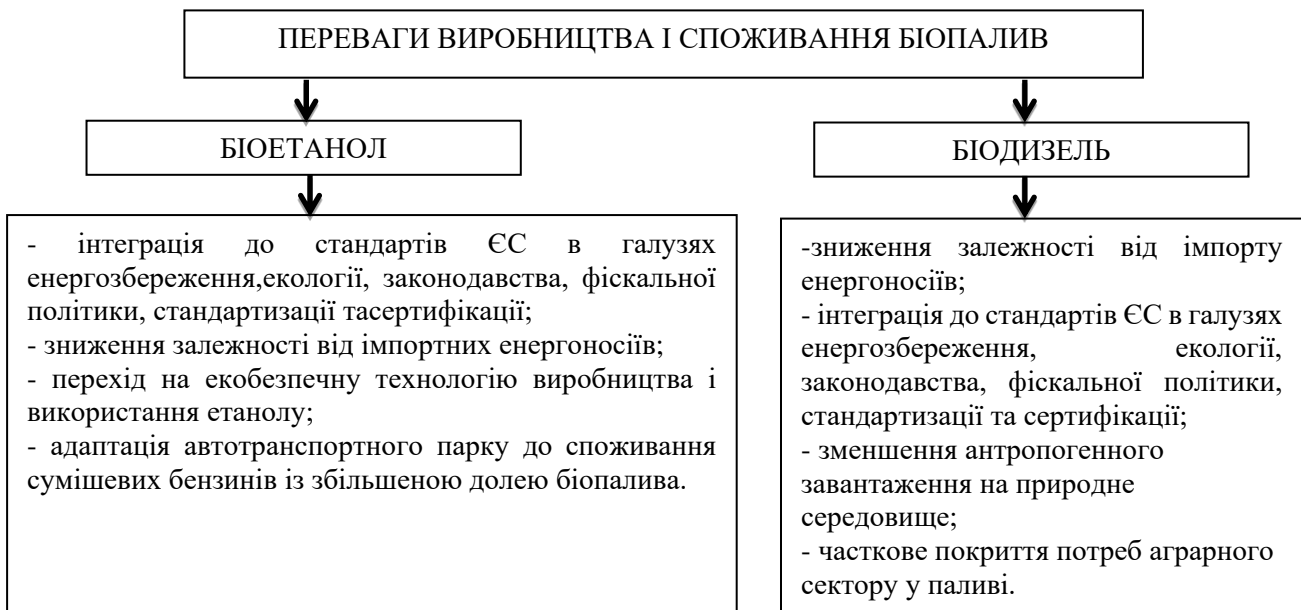 ПЕРЕВАГИ ВИРОБНИЦТВА І СПОЖИВАННЯ БІОПАЛИВ
БІОЕТАНОЛ
БІОДИЗЕЛЬ
- інтеграція до стандартів ЄС в галузях
енергозбереження,екології, законодавства, фіскальної
політики, стандартизації тасертифікації;
- зниження залежності від імпортних енергоносіїв;
- перехід на екобезпечну технологію виробництва і
використання етанолу;
- адаптація автотранспортного парку до споживання
сумішевих бензинів із збільшеною долею біопалива.
-зниження залежності від імпорту
енергоносіїв;
- інтеграція до стандартів ЄС в галузях
енергозбереження, екології,
законодавства, фіскальної політики,
стандартизації та сертифікації;
- зменшення антропогенного
завантаження на природне
середовище;
- часткове покриття потреб аграрного
сектору у паливі.